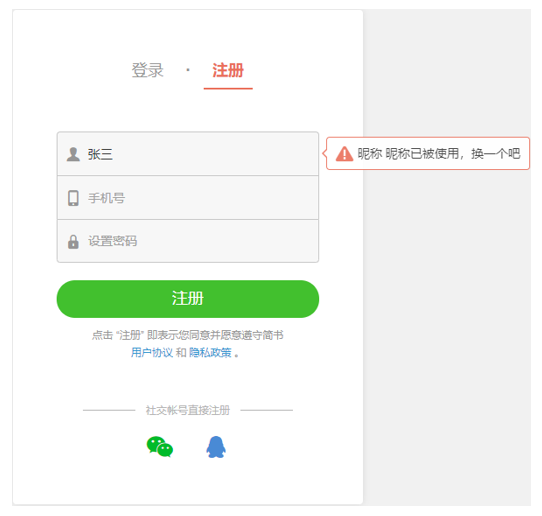 登录 · 注册
张三
昵称 昵称已被使用，换一个吧
手机号
设置密码
注册
点击 “注册” 即表示您同意并愿意遵守简书
用户协议 和 隐私政策 。
社交帐号直接注册